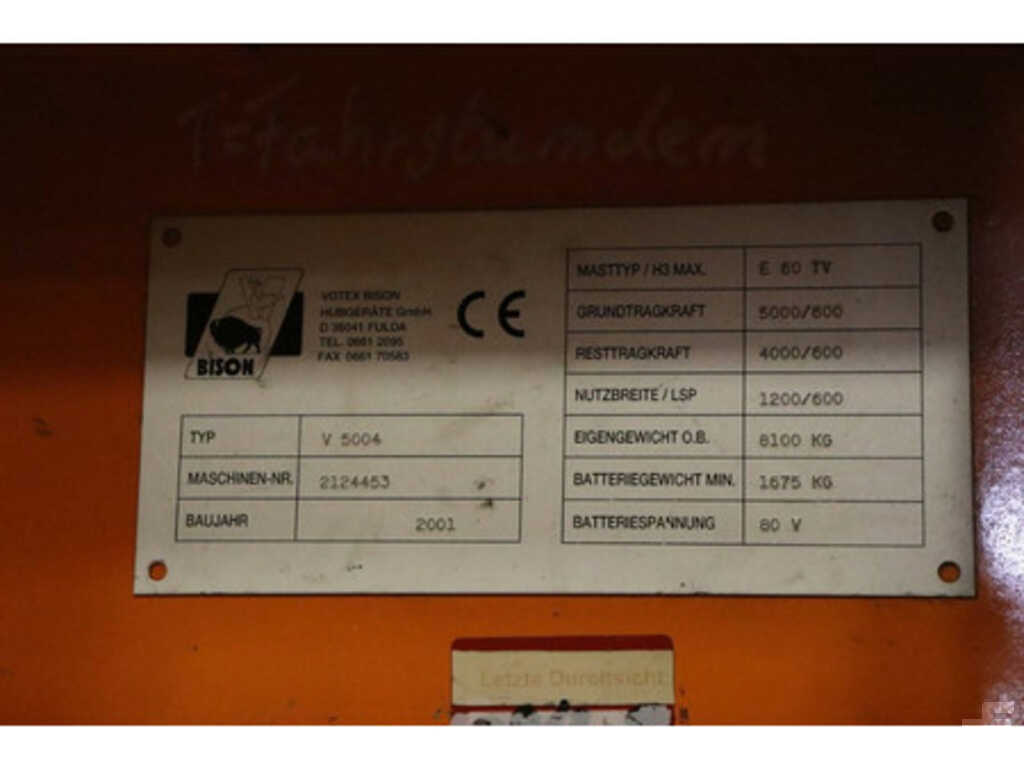 1=Fahrstunden
BISON
VOTEX BISON
HUBGERÄTE GmbH
D 36041 FULDA
TEL. 0661 2095
FAX 0661 70583
CE
TYP V 5004
MASCHINEN-NR. 2124453
BAUJAHR 2001
MASTTYP / H3 MAX. E 60 TV
GRUNDTRAGKRAFT 5000/600
RESTTRAGKRAFT 4000/600
NUTZBREITE / LSP 1200/600
EIGENGEWICHT O.B. 8100 KG
BATTERIEGEWICHT MIN. 1675 KG
BATTERIESPANNUNG 80 V
Letzte Durchsicht